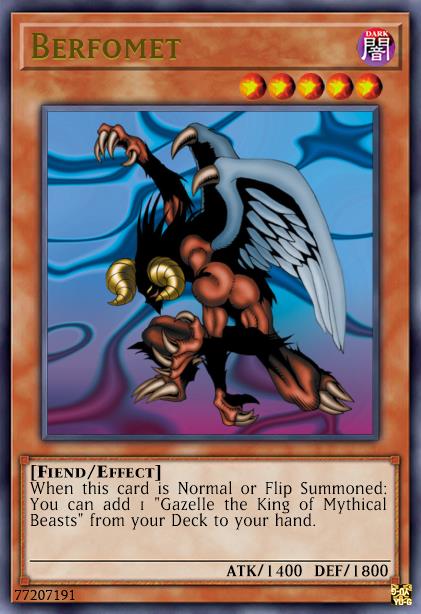 BERFOMET
DARK
闇
[FIEND/EFFECT]
When this card is Normal or Flip Summoned:
You can add 1 "Gazelle the King of Mythical
Beasts" from your Deck to your hand.
ATK/1400 DEF/1800
77207191